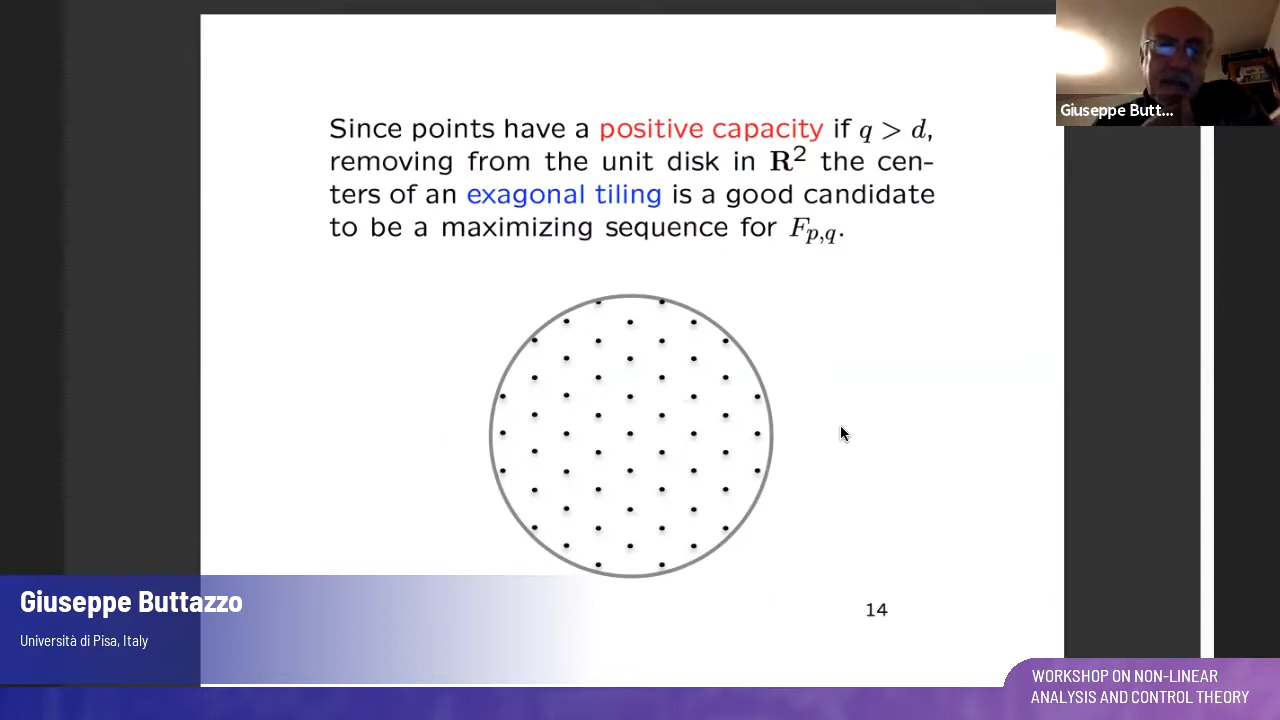 Since points have a positive capacity if q > d,
removing from the unit disk in R² the cen-
ters of an exagonal tiling is a good candidate
to be a maximizing sequence for Fp,q.
14
Giuseppe Butt...
Giuseppe Buttazzo
Università di Pisa, Italy
WORKSHOP ON NON-LINEAR
ANALYSIS AND CONTROL THEORY